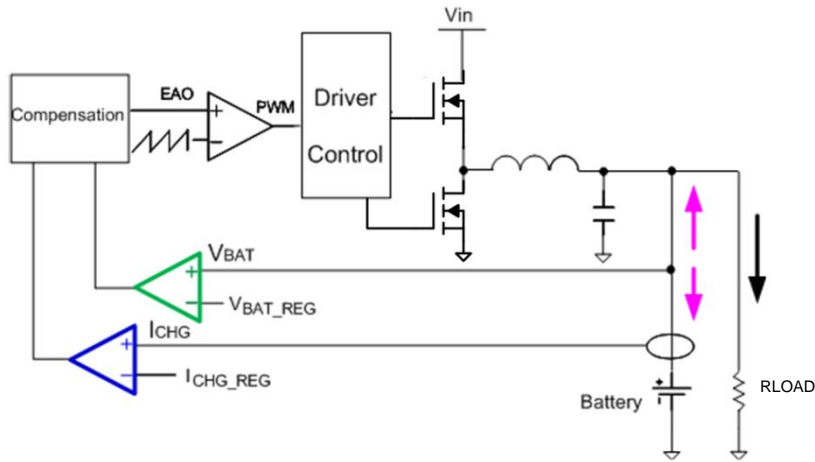 Vin
EAO
PWM
Compensation
+
−
Driver
Control
VBAT
+
−
VBAT_REG
ICHG
+
−
ICHG_REG
Battery
+
-
RLOAD